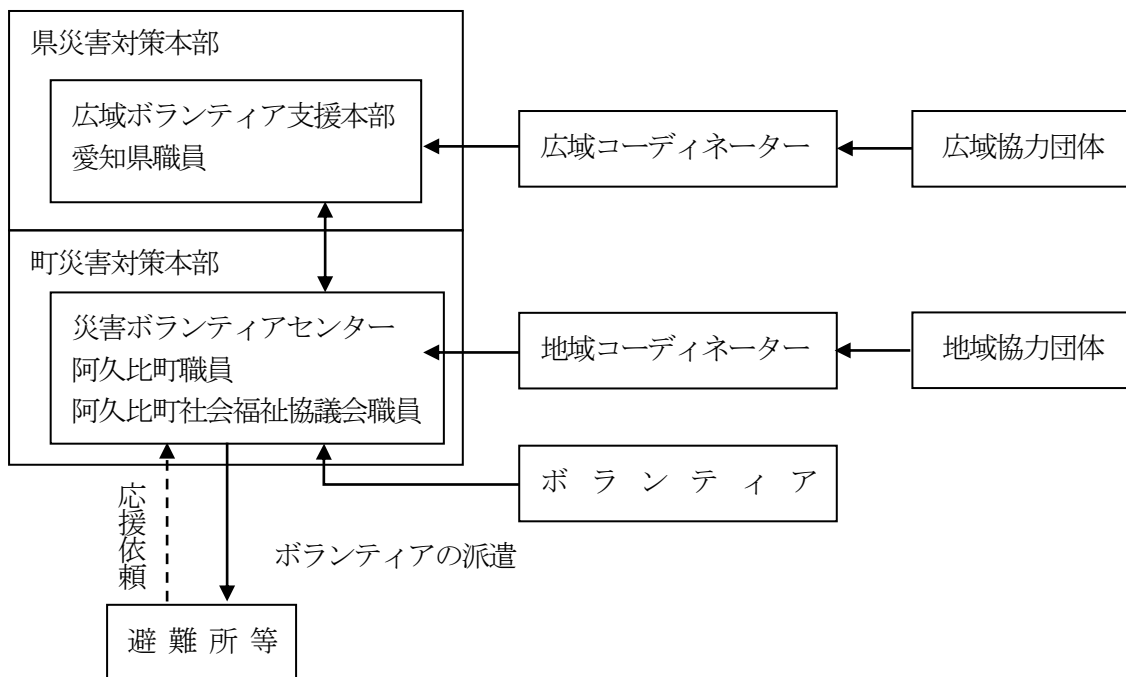 県災害対策本部
広域ボランティア支援本部
愛知県職員
広域コーディネーター
広域協力団体
町災害対策本部
災害ボランティアセンター
阿久比町職員
阿久比町社会福祉協議会職員
地域コーディネーター
地域協力団体
ボランティア
応援依頼
ボランティアの派遣
避難所等